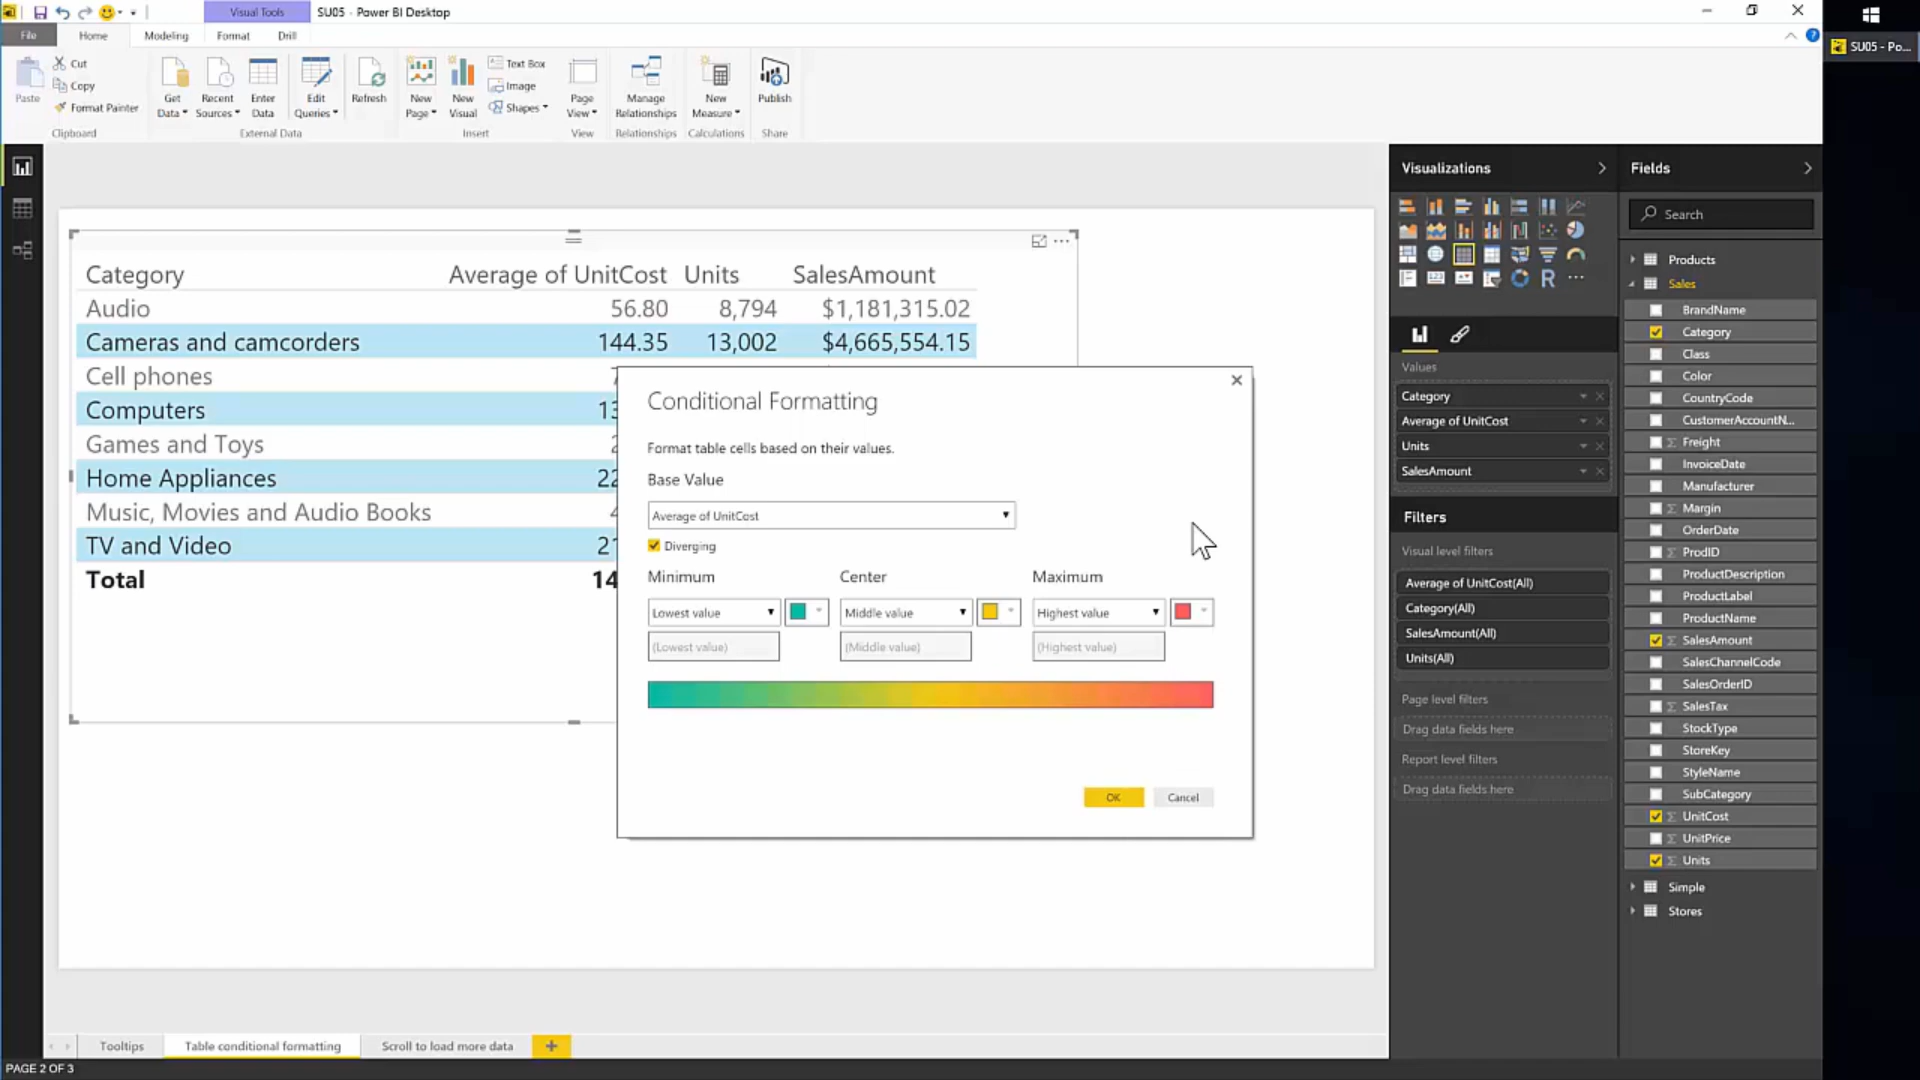 Visual Tools
SU05 - Power BI Desktop
SU05 - Po...
File
Home
Modeling
Format
Drill
Paste
Cut
Copy
Format Painter
Clipboard
Get Data
Recent Sources
Enter Data
Edit Queries
External Data
Refresh
New Page
New Visual
Text Box
Image
Shapes
Insert
Page View
View
Manage Relationships
Relationships
New Measure
Calculations
Publish
Share
Category Average of UnitCost Units SalesAmount
Audio 56.80 8,794 $1,181,315.02
Cameras and camcorders 144.35 13,002 $4,665,554.15
Cell phones
Computers 13
Games and Toys 2
Home Appliances 22
Music, Movies and Audio Books 4
TV and Video 21
Total 14
Conditional Formatting
Format table cells based on their values.
Base Value
Average of UnitCost
Diverging
Minimum Center Maximum
Lowest value Middle value Highest value
(Lowest value) (Middle value) (Highest value)
OK Cancel
Visualizations
Values
Category
Average of UnitCost
Units
SalesAmount
Filters
Visual level filters
Average of UnitCost(All)
Category(All)
SalesAmount(All)
Units(All)
Page level filters
Drag data fields here
Report level filters
Drag data fields here
Fields
Search
Products
Sales
BrandName
Category
Class
Color
CountryCode
CustomerAccountN...
Σ Freight
InvoiceDate
Manufacturer
Σ Margin
OrderDate
Σ ProdID
ProductDescription
ProductLabel
ProductName
Σ SalesAmount
SalesChannelCode
SalesOrderID
Σ SalesTax
StockType
StoreKey
StyleName
SubCategory
Σ UnitCost
Σ UnitPrice
Σ Units
Simple
Stores
Tooltips
Table conditional formatting
Scroll to load more data
PAGE 2 OF 3